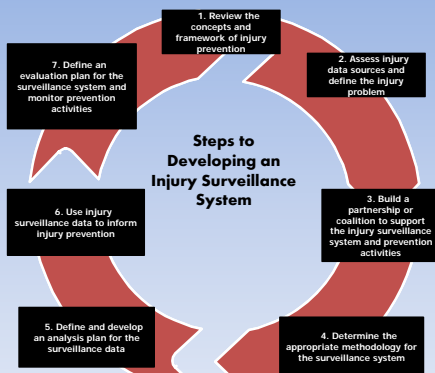 1. Review the
concepts and
framework of injury
prevention
2. Assess injury
data sources and
define the injury
problem
3. Build a
partnership or
coalition to support
the injury surveillance
system and prevention
activities
4. Determine the
appropriate methodology for
the surveillance system
5. Define and develop
an analysis plan for the
surveillance data
6. Use injury
surveillance data to inform
injury prevention
7. Define an
evaluation plan for the
surveillance system and
monitor prevention
activities
Steps to
Developing an
Injury Surveillance
System